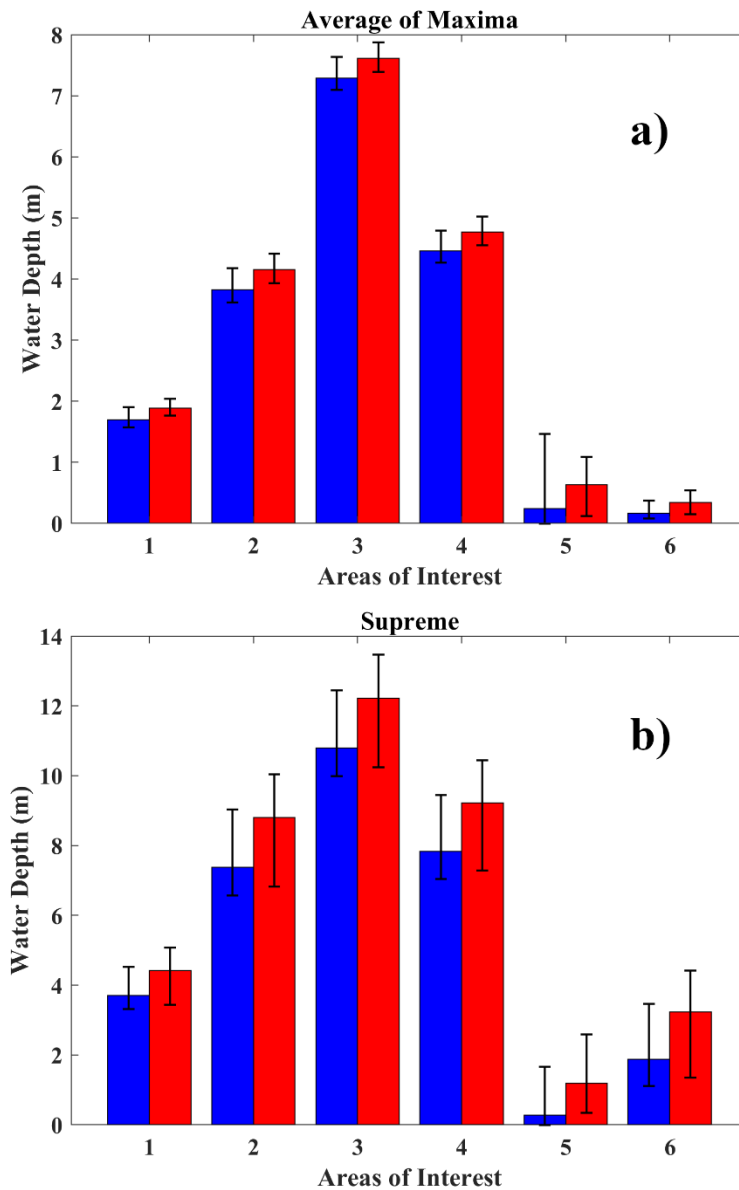 Average of Maxima
8
7
6
5
4
3
2
1
0
Water Depth (m)
a)
1 2 3 4 5 6
Areas of Interest
Supreme
14
12
10
8
6
4
2
0
Water Depth (m)
b)
1 2 3 4 5 6
Areas of Interest